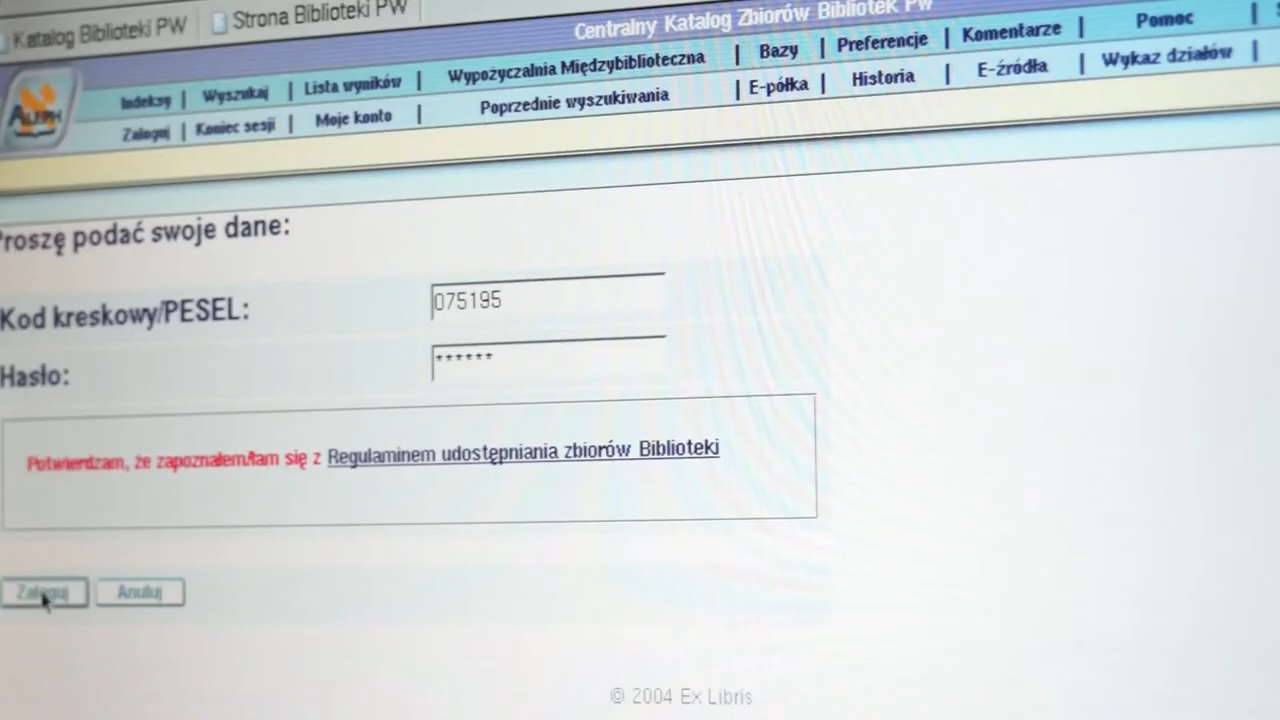 Katalog Biblioteki PW
Strona Biblioteki PW
Centralny Katalog Zbiorów Bibliotek PW
ALEPH
Indeksy | Wyszukaj | Lista wyników | Wypożyczalnia Międzybiblioteczna | Bazy | Preferencje | Komentarze | Pomoc |
Zaloguj | Koniec sesji | Moje konto | Poprzednie wyszukiwania | E-półka | Historia | E-źródła | Wykaz działów |
Proszę podać swoje dane:
Kod kreskowy/PESEL: 075195
Hasło: ******
Potwierdzam, że zapoznałem/łam się z Regulaminem udostępniania zbiorów Biblioteki
Zaloguj Anuluj
© 2004 Ex Libris